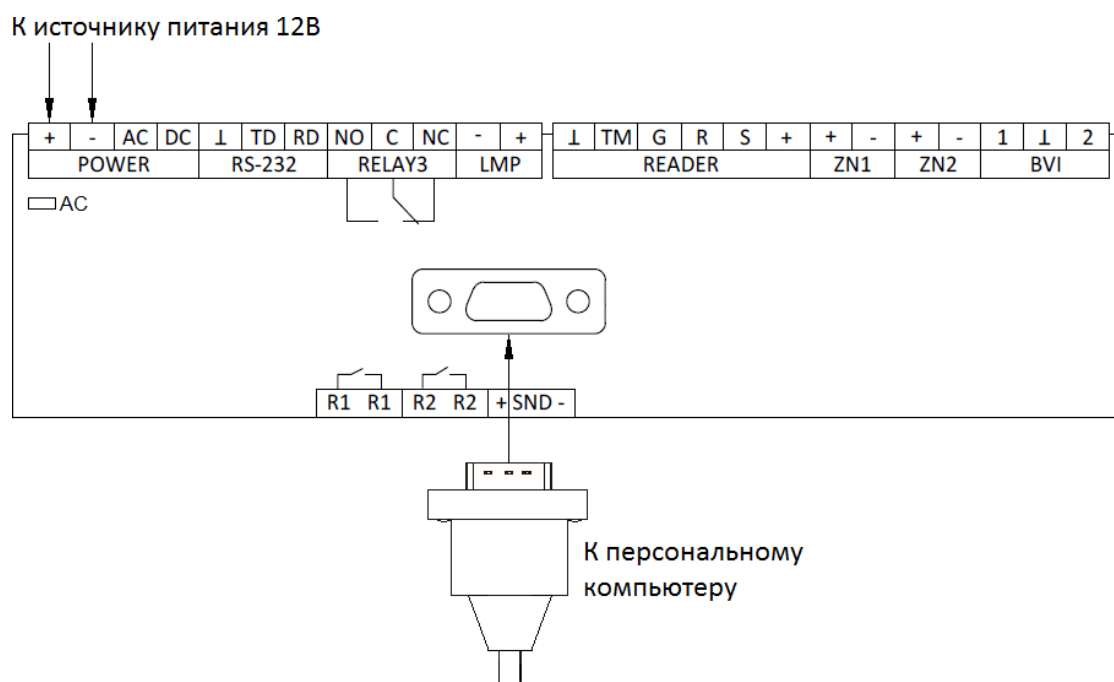 К источнику питания 12В
+ - AC DC ⊥ TD RD NO C NC - + ⊥ TM G R S + + - + - 1 ⊥ 2
POWER RS-232 RELAY3 LMP READER ZN1 ZN2 BVI
AC
R1 R1 R2 R2 + SND -
К персональному
компьютеру